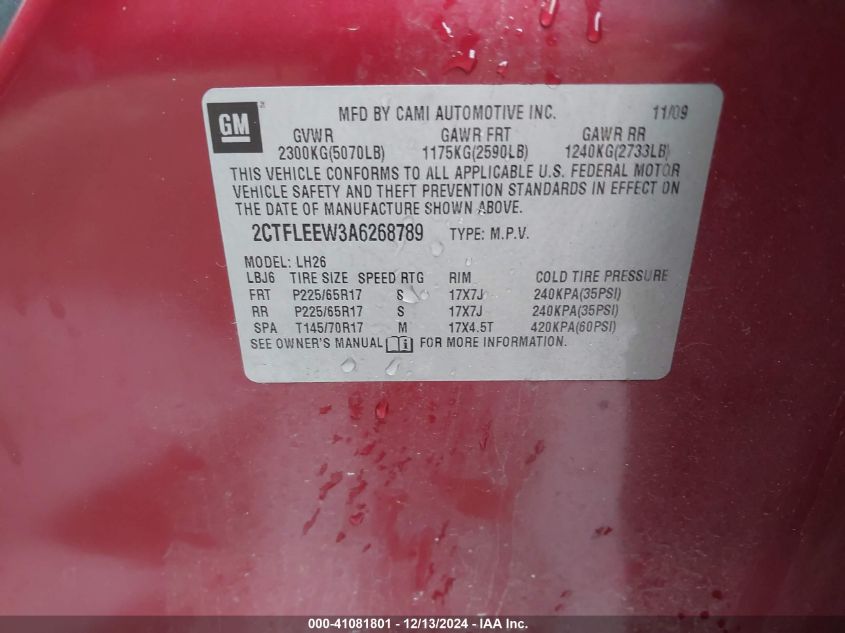 GM
MFD BY CAMI AUTOMOTIVE INC. 11/09
GVWR GAWR FRT GAWR RR
2300KG(5070LB) 1175KG(2590LB) 1240KG(2733LB)
THIS VEHICLE CONFORMS TO ALL APPLICABLE U.S. FEDERAL MOTOR
VEHICLE SAFETY AND THEFT PREVENTION STANDARDS IN EFFECT ON
THE DATE OF MANUFACTURE SHOWN ABOVE.
2CTFLEEW3A6268789 TYPE: M.P.V.
MODEL: LH26
LBJ6 TIRE SIZE SPEED RTG RIM COLD TIRE PRESSURE
FRT P225/65R17 S 17X7J 240KPA(35PSI)
RR P225/65R17 S 17X7J 240KPA(35PSI)
SPA T145/70R17 M 17X4.5T 420KPA(60PSI)
SEE OWNER'S MANUAL FOR MORE INFORMATION.
000-41081801 - 12/13/2024 - IAA Inc.